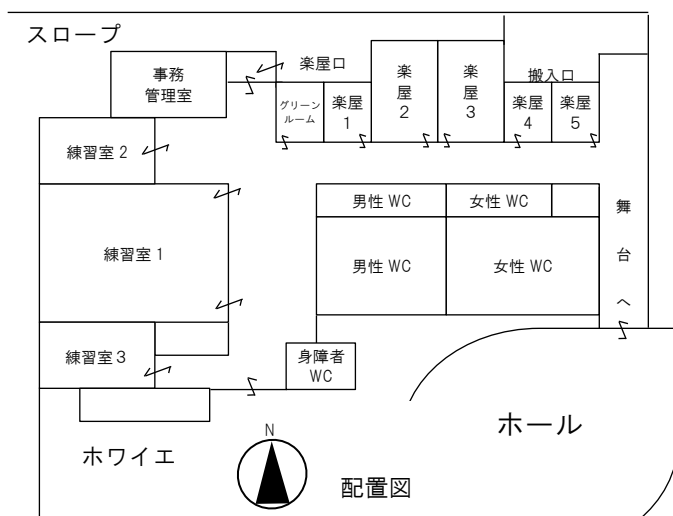 スロープ
事務
管理室
楽屋口
グリーン
ルーム
楽屋
1
楽
屋
2
楽
屋
3
搬入口
楽屋
4
楽屋
5
練習室 2
練習室 1
練習室 3
男性 WC
女性 WC
男性 WC
女性 WC
舞
台
へ
身障者
WC
ホワイエ
N
配置図
ホール